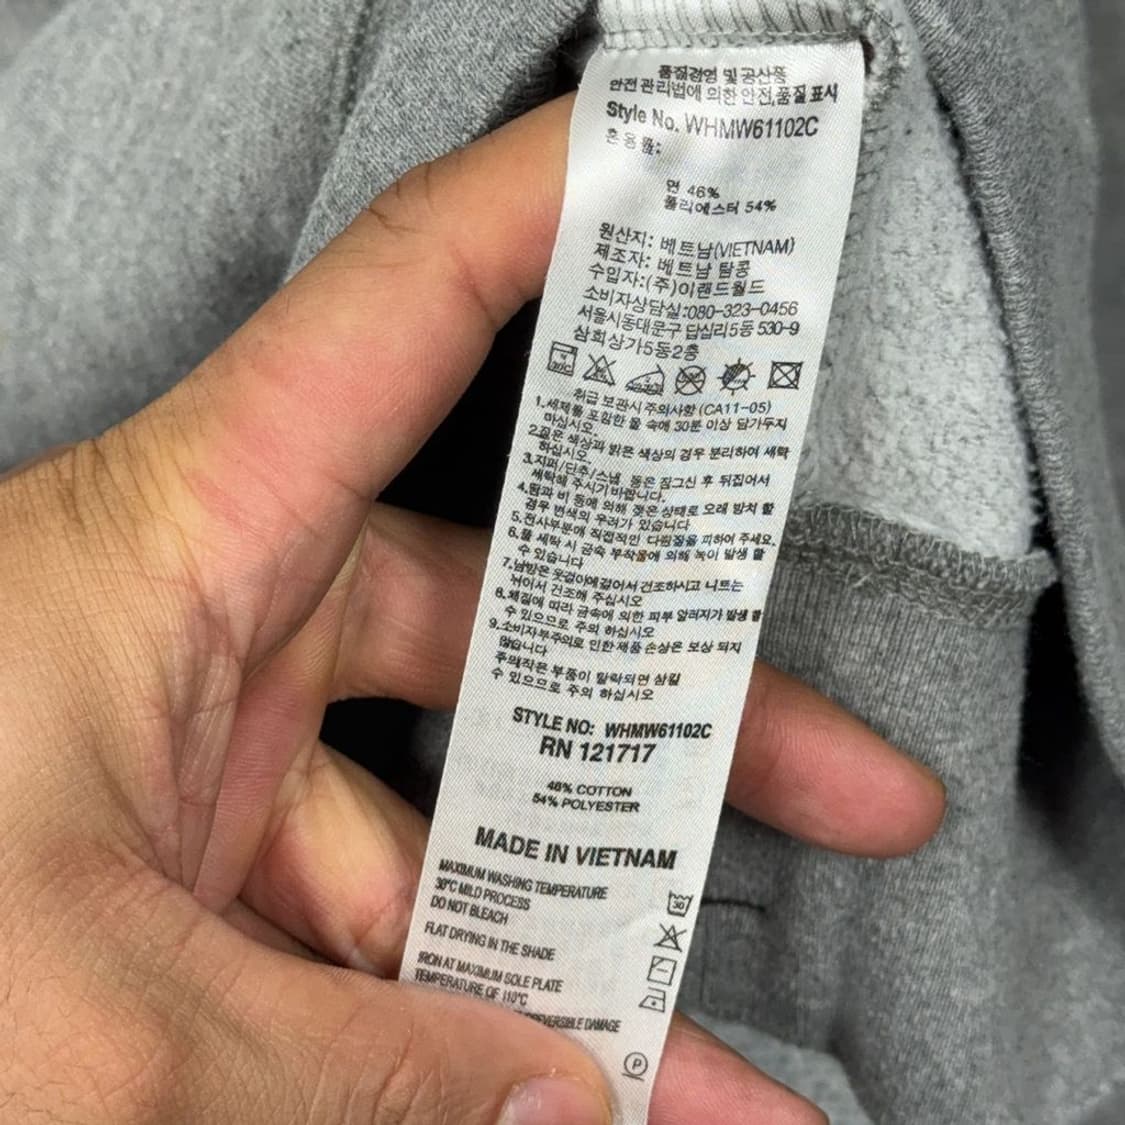 품질경영 및 공산품
안전관리법에 의한 안전,품질 표시
Style No. WHMW61102C
혼용률:
면 46%
폴리에스터 54%
원산지: 베트남(VIETNAM)
제조자: 베트남 탐콩
수입자:(주)이랜드월드
소비자상담실:080-323-0456
서울시동대문구 답십리5동 530-9
삼희상가5동2층
취급 보관시 주의사항 (CA11-05)
1.세제를 포함한 물 속에 30분 이상 담가두지
마십시오.
2.짙은 색상과 밝은 색상의 경우 분리하여 세탁
하십시오
3.지퍼/단추/스냅 등은 잠그신 후 뒤집어서
세탁해 주시기 바랍니다.
4.땀과 비 등에 의해 젖은 상태로 오래 방치 할
경우 변색의 우려가 있습니다
5.전사부분에 직접적인 다림질을 피하여 주세요.
6.물 세탁 시 금속 부착물에 의해 녹이 발생 할
수 있습니다
7.남방은 옷걸이에 걸어서 건조하시고 니트는
뉘어서 건조해 주십시오
8.체질에 따라 금속에 의한 피부 알러지가 발생 할
수 있으므로 주의 하십시오
9.소비자부주의로 인한 제품 손상은 보상 되지
않습니다
주의)작은 부품이 탈락되면 삼킬
수 있으므로 주의 하십시오
STYLE NO: WHMW61102C
RN 121717
46% COTTON
54% POLYESTER
MADE IN VIETNAM
MAXIMUM WASHING TEMPERATURE
30°C MILD PROCESS
DO NOT BLEACH
30
FLAT DRYING IN THE SHADE
IRON AT MAXIMUM SOLE PLATE
TEMPERATURE OF 110°C
IRREVERSIBLE DAMAGE
P